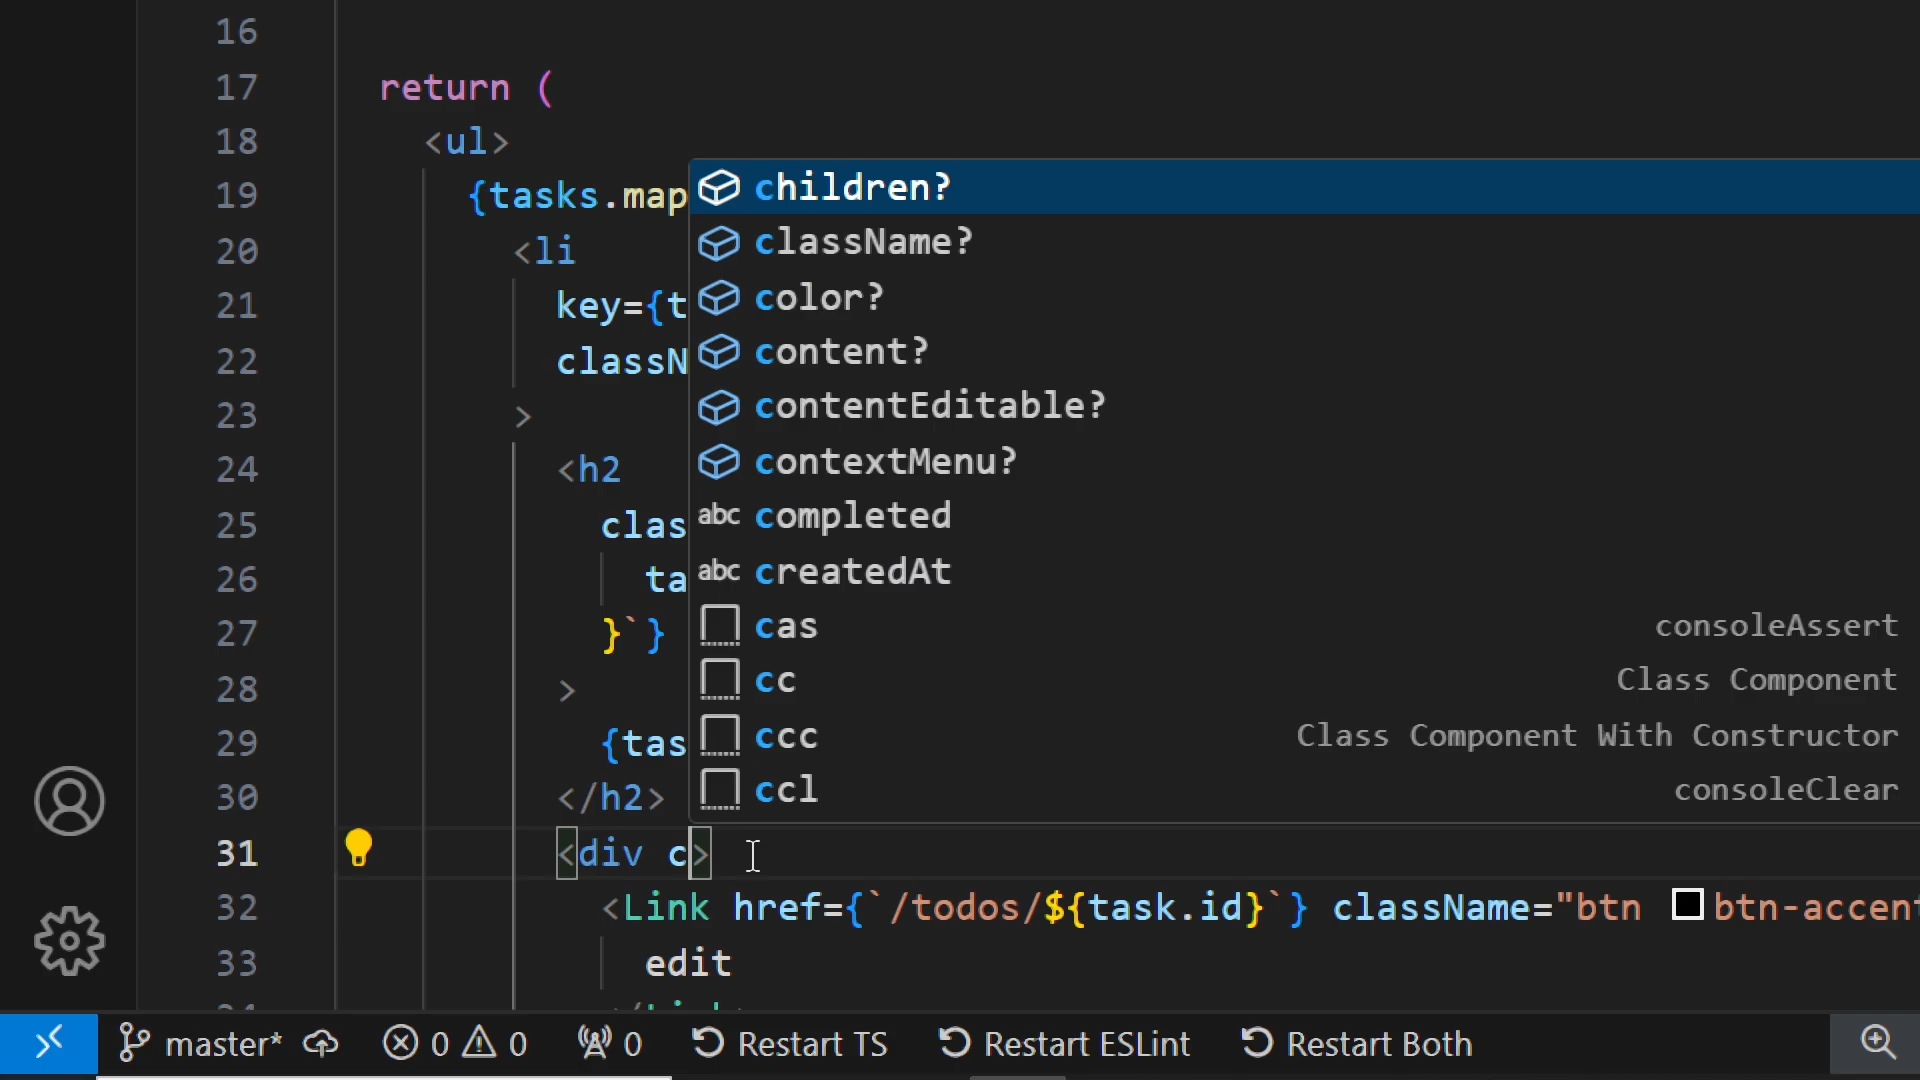 16
17 return (
18 <ul>
19 {tasks.map
20 <li
21 key={t
22 classN
23 >
24 <h2
25 clas
26 ta
27 }`}
28 >
29 {tas
30 </h2>
31 <div c>
32 <Link href={`/todos/${task.id}`} className="btn btn-accent
33 edit
children?
className?
color?
content?
contentEditable?
contextMenu?
abc completed
abc createdAt
cas consoleAssert
cc Class Component
ccc Class Component With Constructor
ccl consoleClear
master* 0 0 0 Restart TS Restart ESLint Restart Both